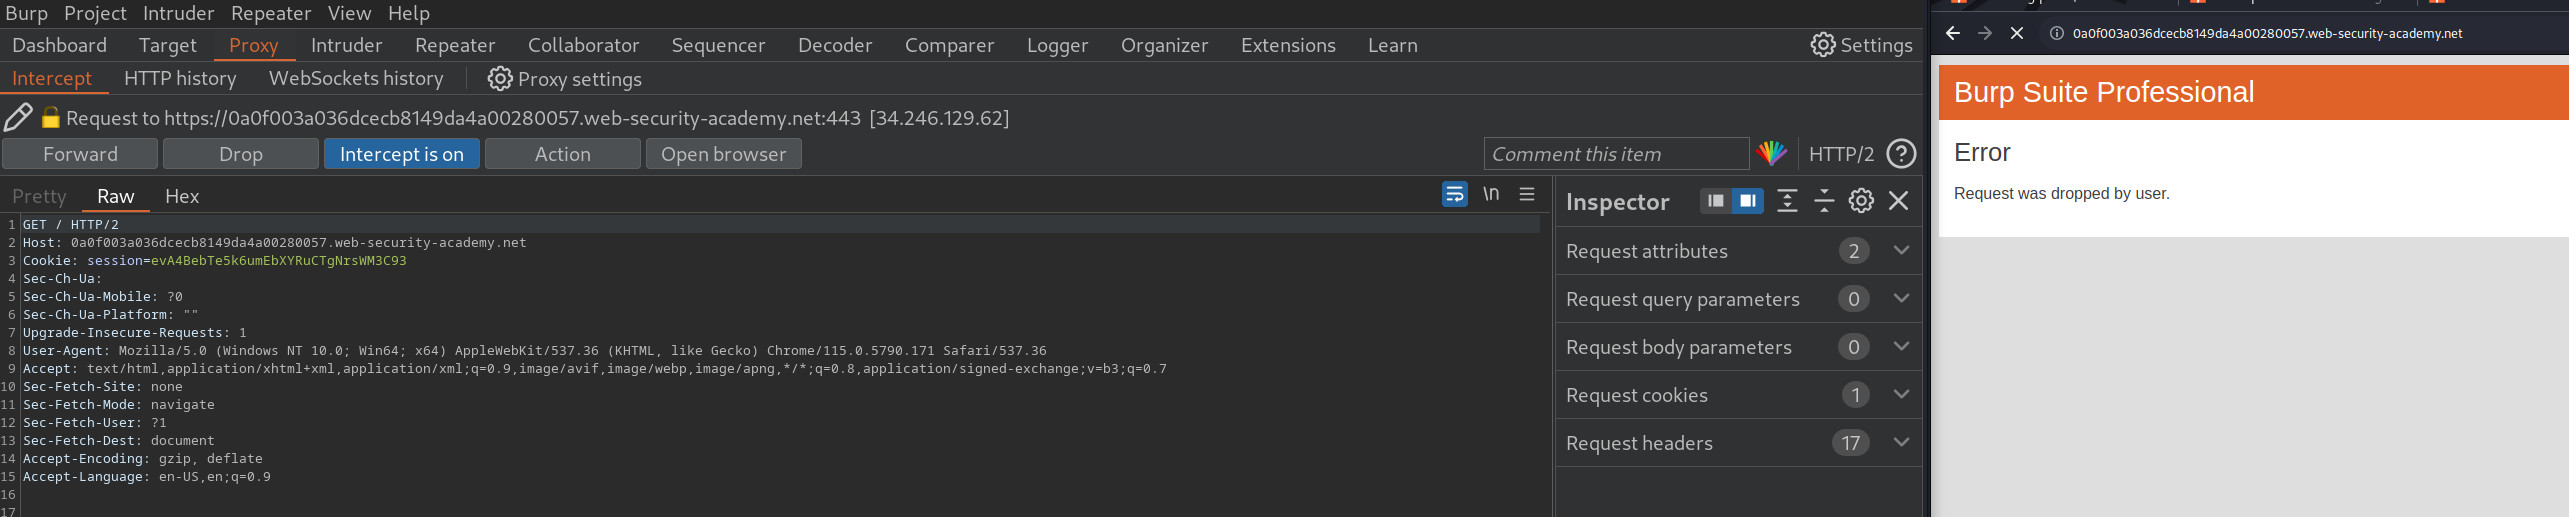 Burp Project Intruder Repeater View Help
Dashboard Target Proxy Intruder Repeater Collaborator Sequencer Decoder Comparer Logger Organizer Extensions Learn Settings
Intercept HTTP history WebSockets history Proxy settings
Request to https://0a0f003a036dcecb8149da4a00280057.web-security-academy.net:443 [34.246.129.62]
Forward Drop Intercept is on Action Open browser Comment this item HTTP/2 ?
Pretty Raw Hex \n
1 GET / HTTP/2
2 Host: 0a0f003a036dcecb8149da4a00280057.web-security-academy.net
3 Cookie: session=evA4BebTe5k6umEbXYRuCTgNrsWM3C93
4 Sec-Ch-Ua:
5 Sec-Ch-Ua-Mobile: ?0
6 Sec-Ch-Ua-Platform: ""
7 Upgrade-Insecure-Requests: 1
8 User-Agent: Mozilla/5.0 (Windows NT 10.0; Win64; x64) AppleWebKit/537.36 (KHTML, like Gecko) Chrome/115.0.5790.171 Safari/537.36
9 Accept: text/html,application/xhtml+xml,application/xml;q=0.9,image/avif,image/webp,image/apng,*/*;q=0.8,application/signed-exchange;v=b3;q=0.7
10 Sec-Fetch-Site: none
11 Sec-Fetch-Mode: navigate
12 Sec-Fetch-User: ?1
13 Sec-Fetch-Dest: document
14 Accept-Encoding: gzip, deflate
15 Accept-Language: en-US,en;q=0.9
16
17
Inspector
Request attributes 2
Request query parameters 0
Request body parameters 0
Request cookies 1
Request headers 17
0a0f003a036dcecb8149da4a00280057.web-security-academy.net
Burp Suite Professional
Error
Request was dropped by user.